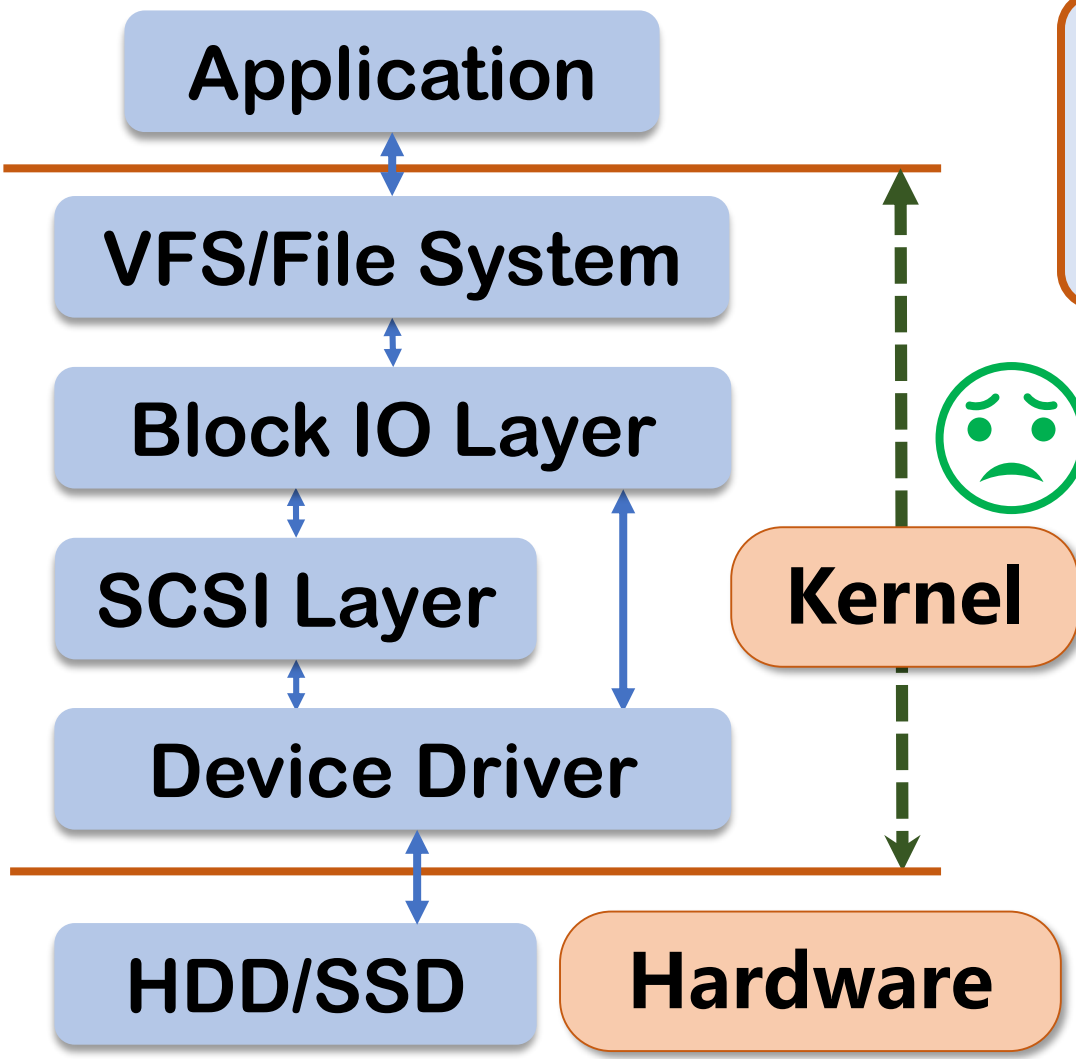 Application
VFS/File System
Block IO Layer
SCSI Layer
Kernel
Device Driver
HDD/SSD
Hardware